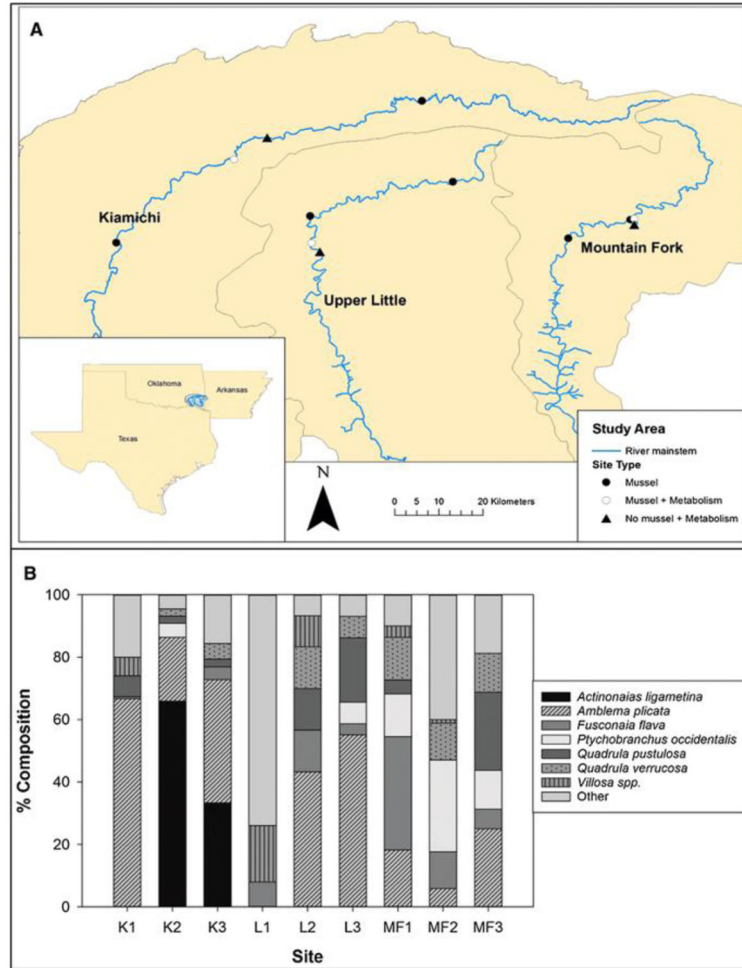 A
Kiamichi
Mountain Fork
Upper Little
Oklahoma
Arkansas
Texas
N
0 5 10 20 Kilometers
Study Area
River mainstem
Site Type
Mussel
Mussel + Metabolism
No mussel + Metabolism
B
100
80
60
40
20
0
% Composition
K1 K2 K3 L1 L2 L3 MF1 MF2 MF3
Site
Actinonaias ligametina
Amblema plicata
Fusconaia flava
Ptychobranchus occidentalis
Quadrula pustulosa
Quadrula verrucosa
Villosa spp.
Other